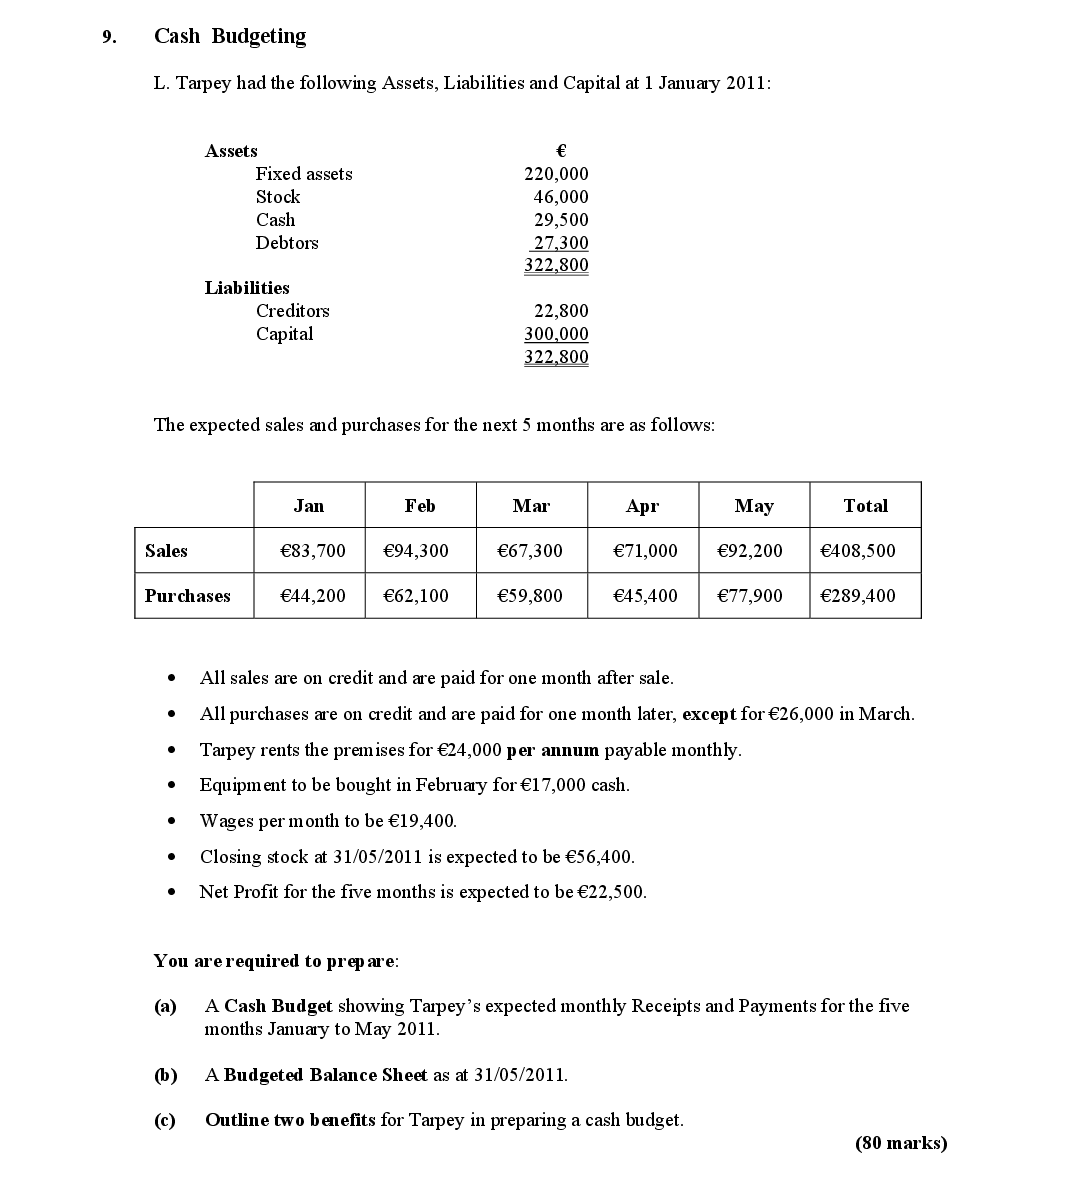 9. Cash Budgeting
L. Tarpey had the following Assets, Liabilities and Capital at 1 January 2011:
Assets €
Fixed assets 220,000
Stock 46,000
Cash 29,500
Debtors 27,300
322,800
Liabilities
Creditors 22,800
Capital 300,000
322,800
The expected sales and purchases for the next 5 months are as follows:
Jan Feb Mar Apr May Total
Sales €83,700 €94,300 €67,300 €71,000 €92,200 €408,500
Purchases €44,200 €62,100 €59,800 €45,400 €77,900 €289,400
• All sales are on credit and are paid for one month after sale.
• All purchases are on credit and are paid for one month later, except for €26,000 in March.
• Tarpey rents the premises for €24,000 per annum payable monthly.
• Equipment to be bought in February for €17,000 cash.
• Wages per month to be €19,400.
• Closing stock at 31/05/2011 is expected to be €56,400.
• Net Profit for the five months is expected to be €22,500.
You are required to prepare:
(a) A Cash Budget showing Tarpey’s expected monthly Receipts and Payments for the five
months January to May 2011.
(b) A Budgeted Balance Sheet as at 31/05/2011.
(c) Outline two benefits for Tarpey in preparing a cash budget.
(80 marks)